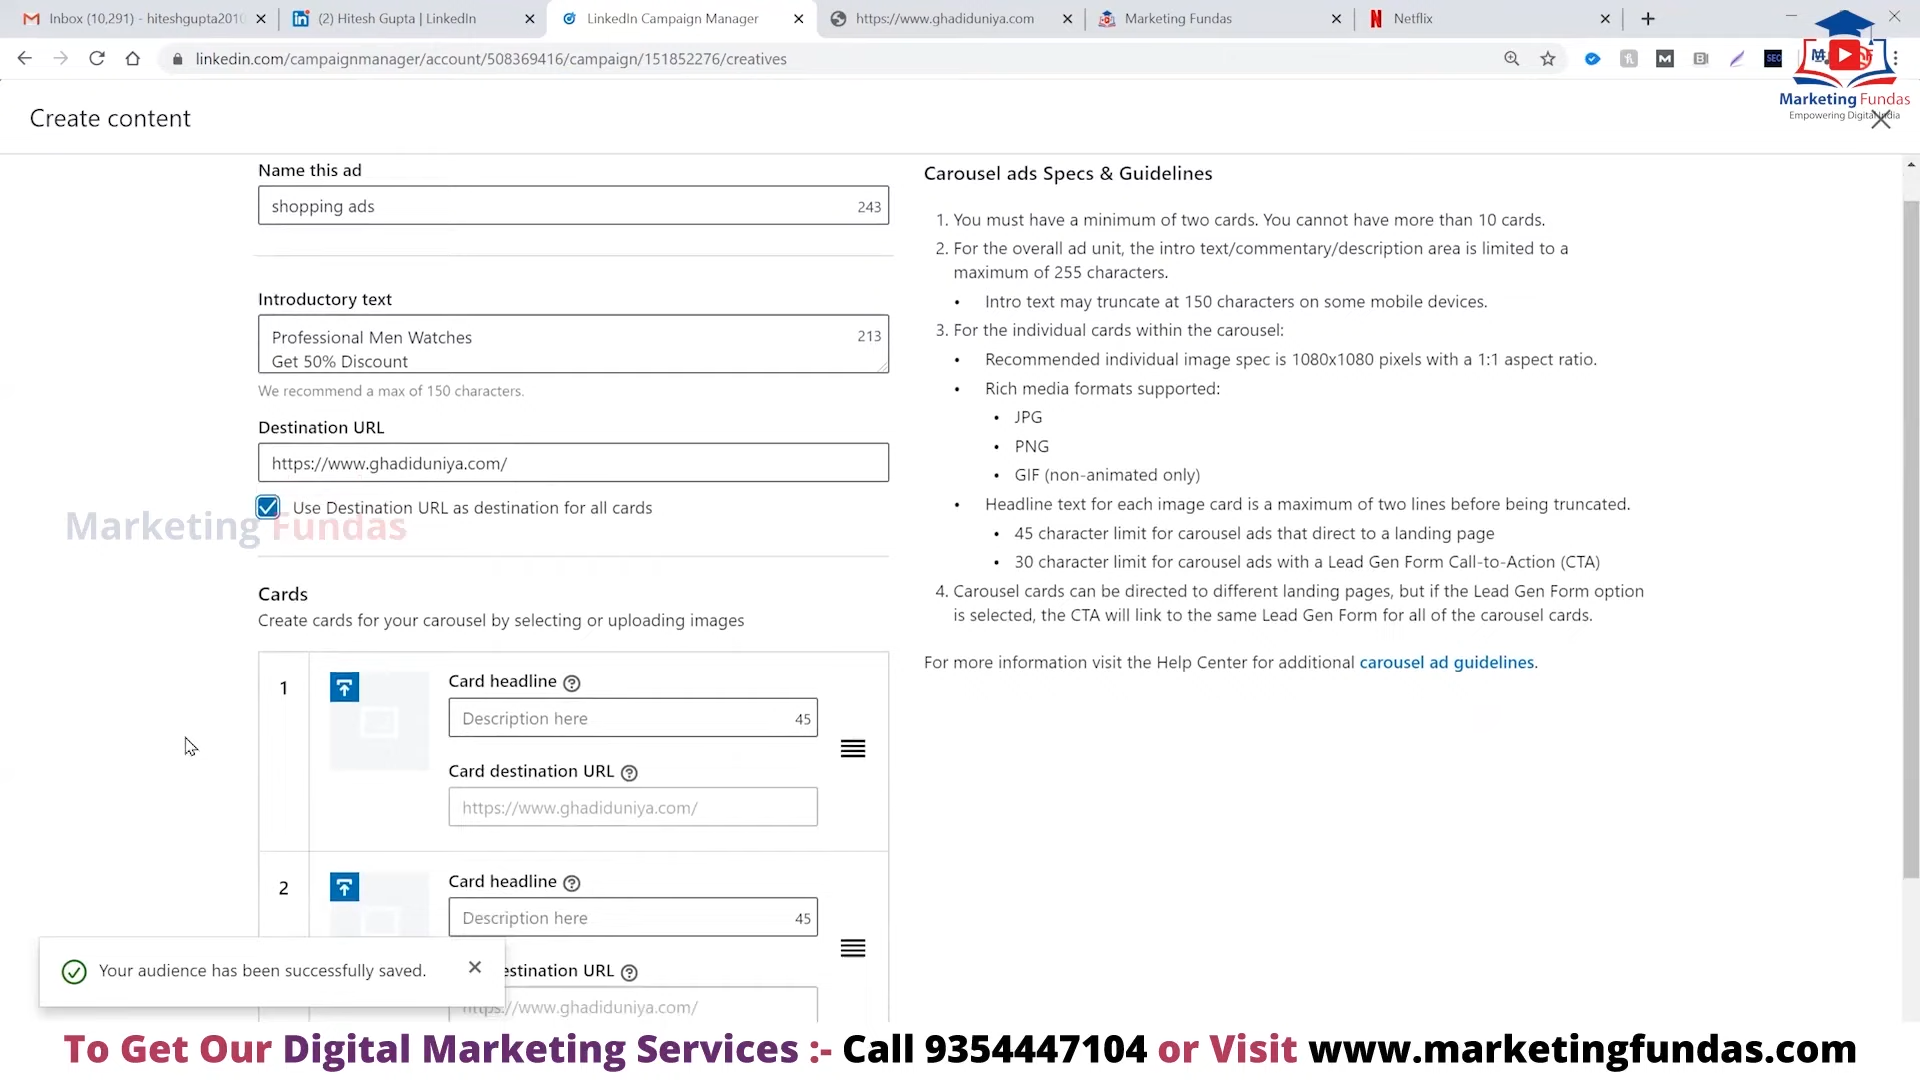 Inbox (10,291) - hiteshgupta2010
(2) Hitesh Gupta | LinkedIn
LinkedIn Campaign Manager
https://www.ghadiduniya.com
Marketing Fundas
Netflix
linkedin.com/campaignmanager/account/508369416/campaign/151852276/creatives
Marketing Fundas
Empowering Digital India
Create content
Name this ad
shopping ads
243
Introductory text
Professional Men Watches
213
Get 50% Discount
We recommend a max of 150 characters.
Destination URL
https://www.ghadiduniya.com/
Use Destination URL as destination for all cards
Marketing Fundas
Cards
Create cards for your carousel by selecting or uploading images
1
Card headline
Description here
45
Card destination URL
https://www.ghadiduniya.com/
2
Card headline
Description here
45
estination URL
https://www.ghadiduniya.com/
Your audience has been successfully saved.
Carousel ads Specs & Guidelines
1. You must have a minimum of two cards. You cannot have more than 10 cards.
2. For the overall ad unit, the intro text/commentary/description area is limited to a
maximum of 255 characters.
• Intro text may truncate at 150 characters on some mobile devices.
3. For the individual cards within the carousel:
• Recommended individual image spec is 1080x1080 pixels with a 1:1 aspect ratio.
• Rich media formats supported:
• JPG
• PNG
• GIF (non-animated only)
• Headline text for each image card is a maximum of two lines before being truncated.
• 45 character limit for carousel ads that direct to a landing page
• 30 character limit for carousel ads with a Lead Gen Form Call-to-Action (CTA)
4. Carousel cards can be directed to different landing pages, but if the Lead Gen Form option
is selected, the CTA will link to the same Lead Gen Form for all of the carousel cards.
For more information visit the Help Center for additional carousel ad guidelines.
To Get Our Digital Marketing Services :- Call 9354447104 or Visit www.marketingfundas.com